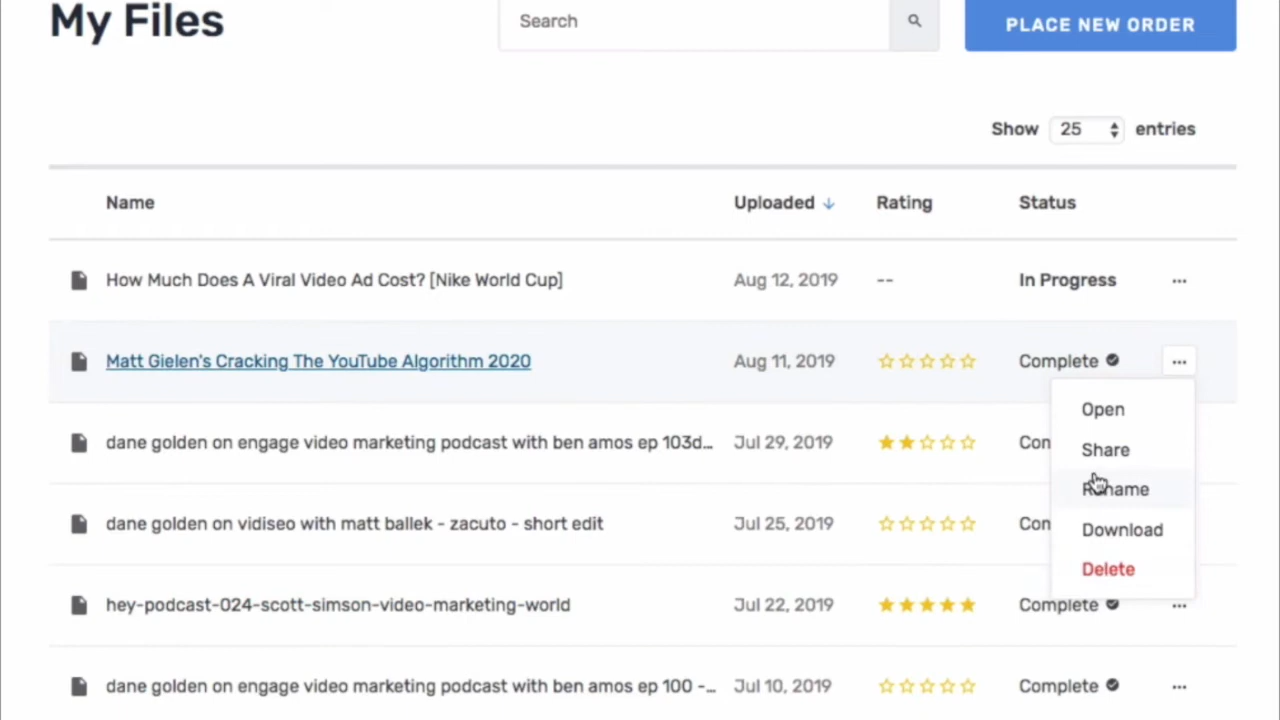 My Files
Search
PLACE NEW ORDER
Show 25 entries
Name Uploaded Rating Status
How Much Does A Viral Video Ad Cost? [Nike World Cup] Aug 12, 2019 -- In Progress ...
Matt Gielen's Cracking The YouTube Algorithm 2020 Aug 11, 2019 Complete ...
Open
dane golden on engage video marketing podcast with ben amos ep 103d... Jul 29, 2019 Con
Share
Rename
dane golden on vidiseo with matt ballek - zacuto - short edit Jul 25, 2019 Con
Download
Delete
hey-podcast-024-scott-simson-video-marketing-world Jul 22, 2019 Complete ...
dane golden on engage video marketing podcast with ben amos ep 100 -... Jul 10, 2019 Complete ...